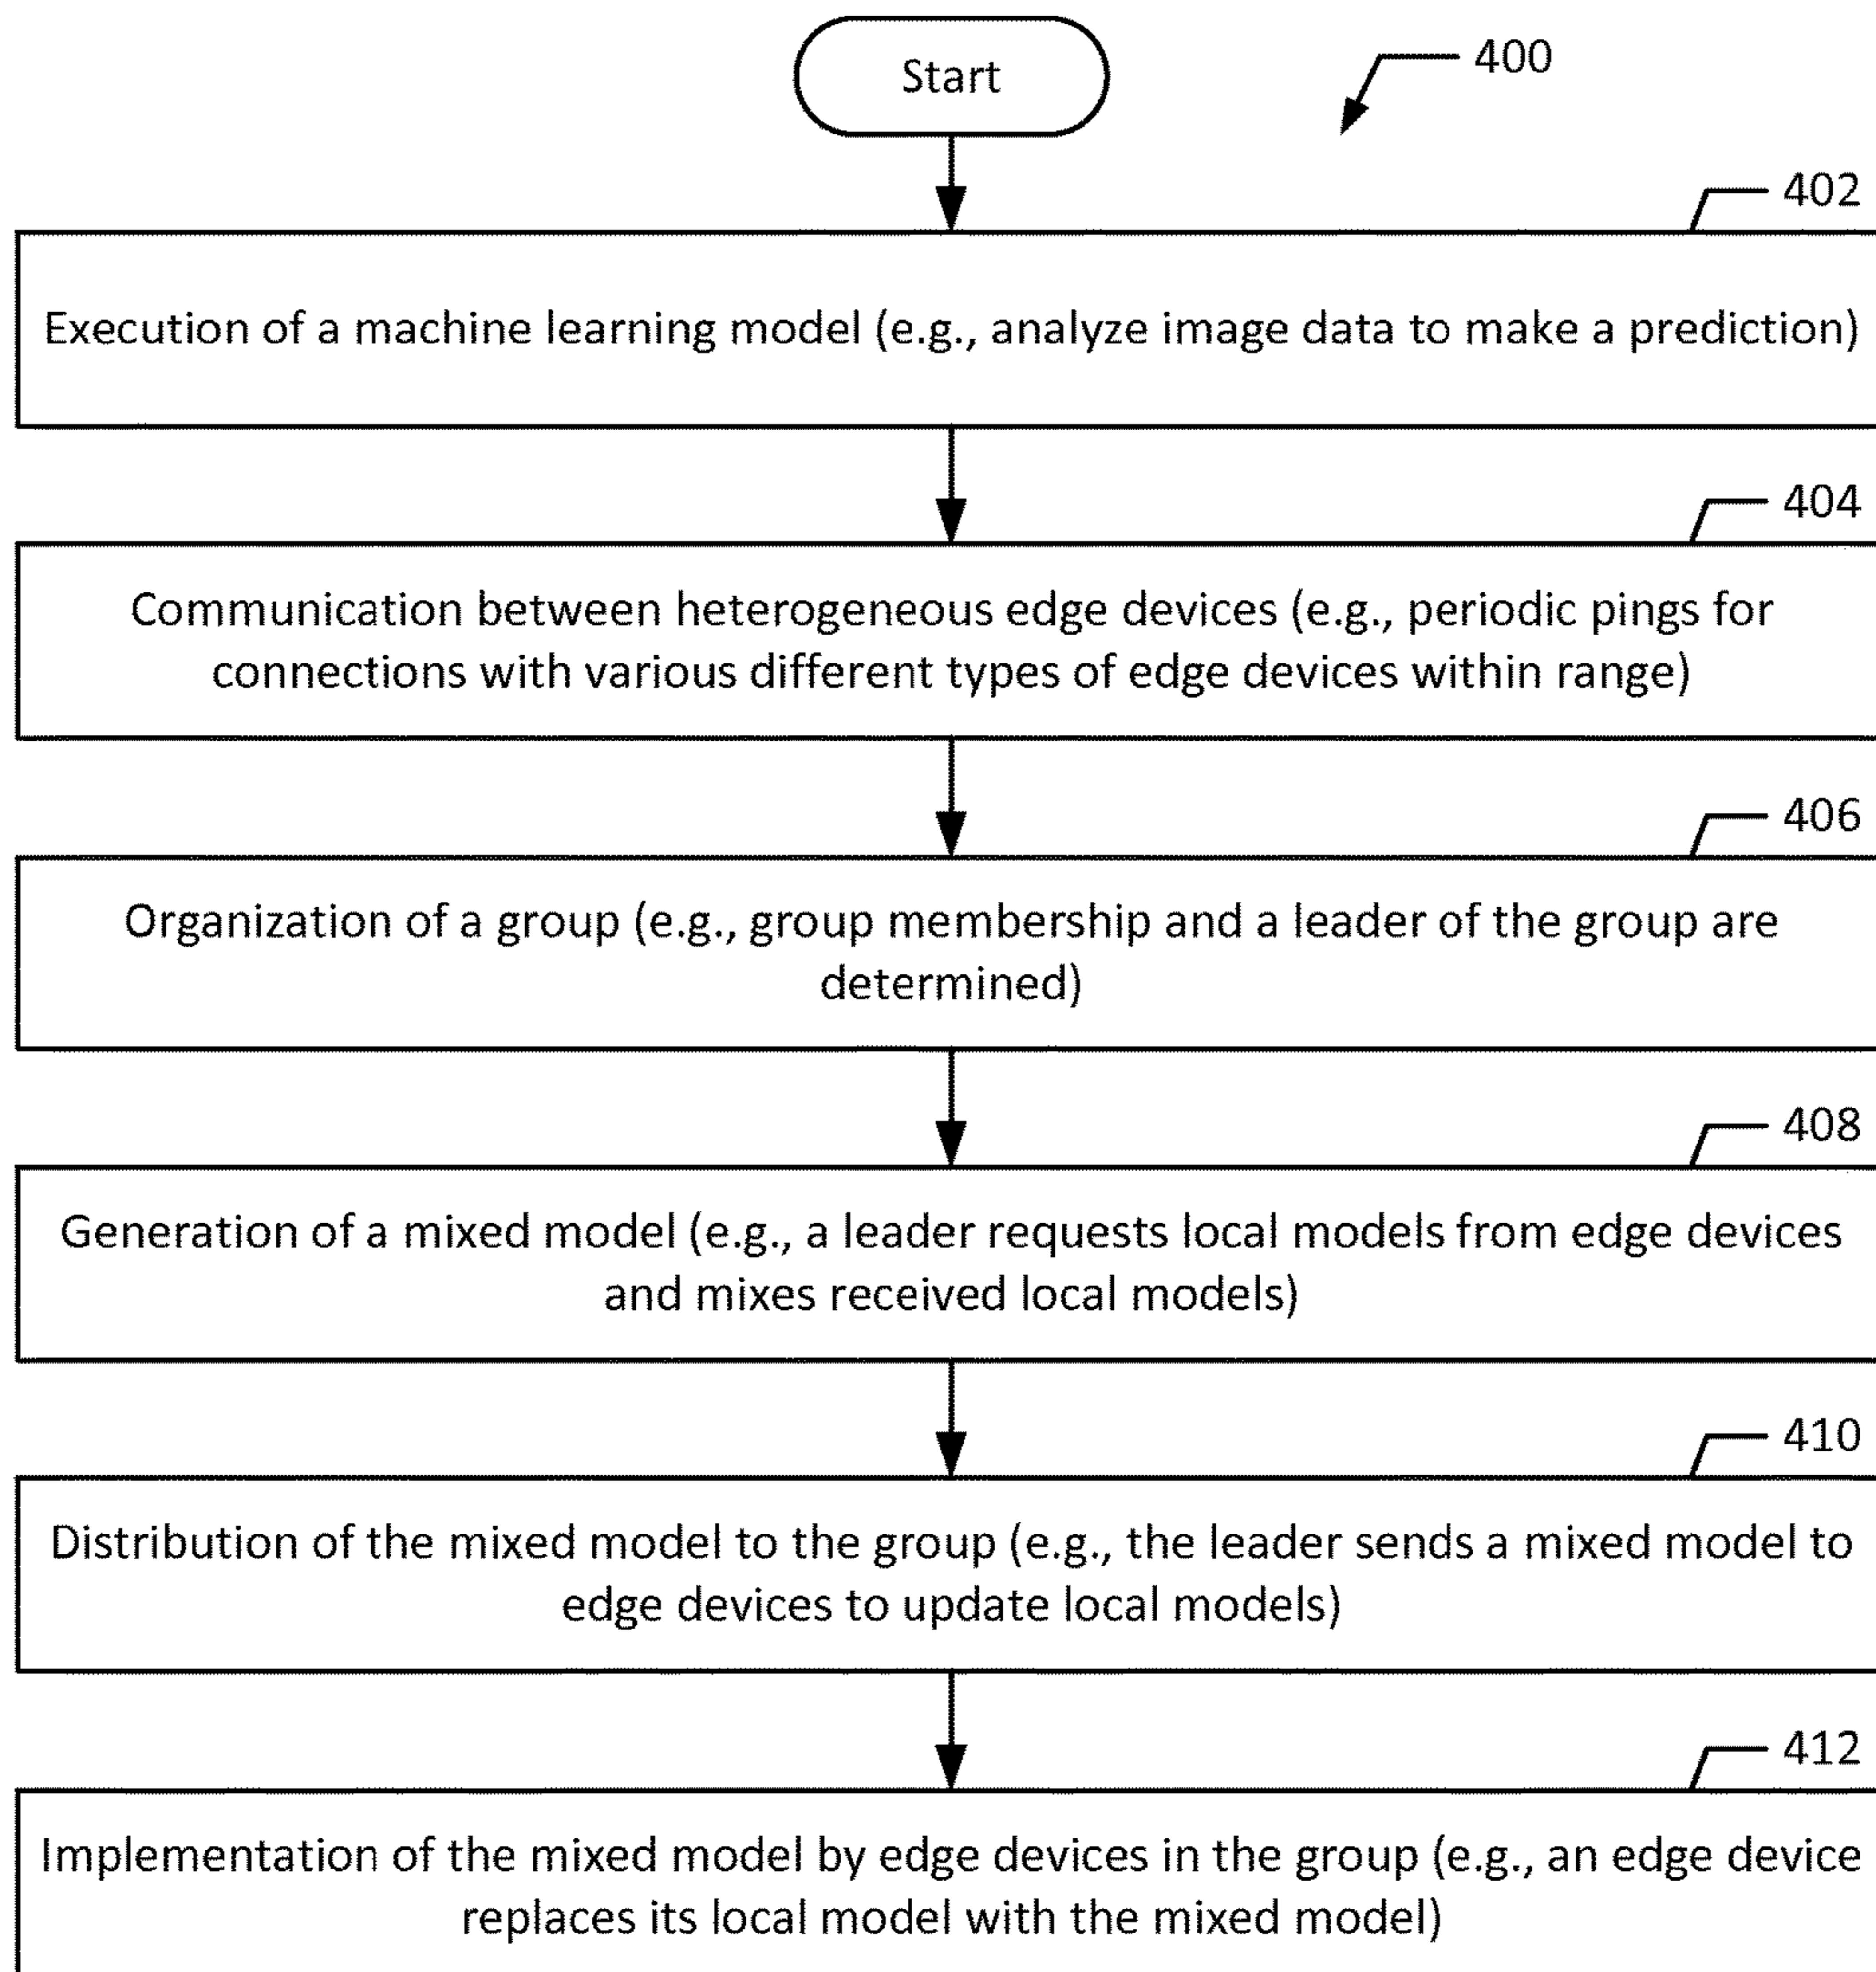 Start
400
402
Execution of a machine learning model (e.g., analyze image data to make a prediction)
404
Communication between heterogeneous edge devices (e.g., periodic pings for
connections with various different types of edge devices within range)
406
Organization of a group (e.g., group membership and a leader of the group are
determined)
408
Generation of a mixed model (e.g., a leader requests local models from edge devices
and mixes received local models)
410
Distribution of the mixed model to the group (e.g., the leader sends a mixed model to
edge devices to update local models)
412
Implementation of the mixed model by edge devices in the group (e.g., an edge device
replaces its local model with the mixed model)